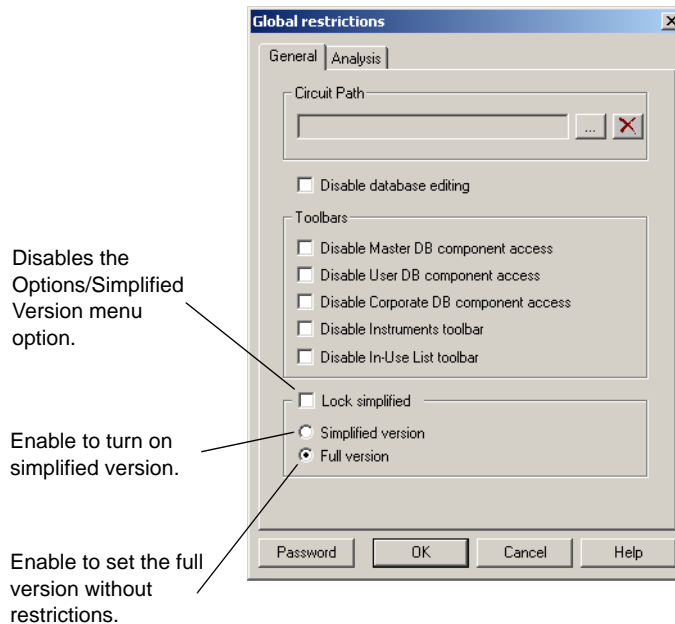 Global restrictions
General
Analysis
Circuit Path
...
Disable database editing
Toolbars
Disable Master DB component access
Disable User DB component access
Disable Corporate DB component access
Disable Instruments toolbar
Disable In-Use List toolbar
Disables the
Options/Simplified
Version menu
option.
Lock simplified
Simplified version
Full version
Enable to turn on
simplified version.
Password
OK
Cancel
Help
Enable to set the full
version without
restrictions.